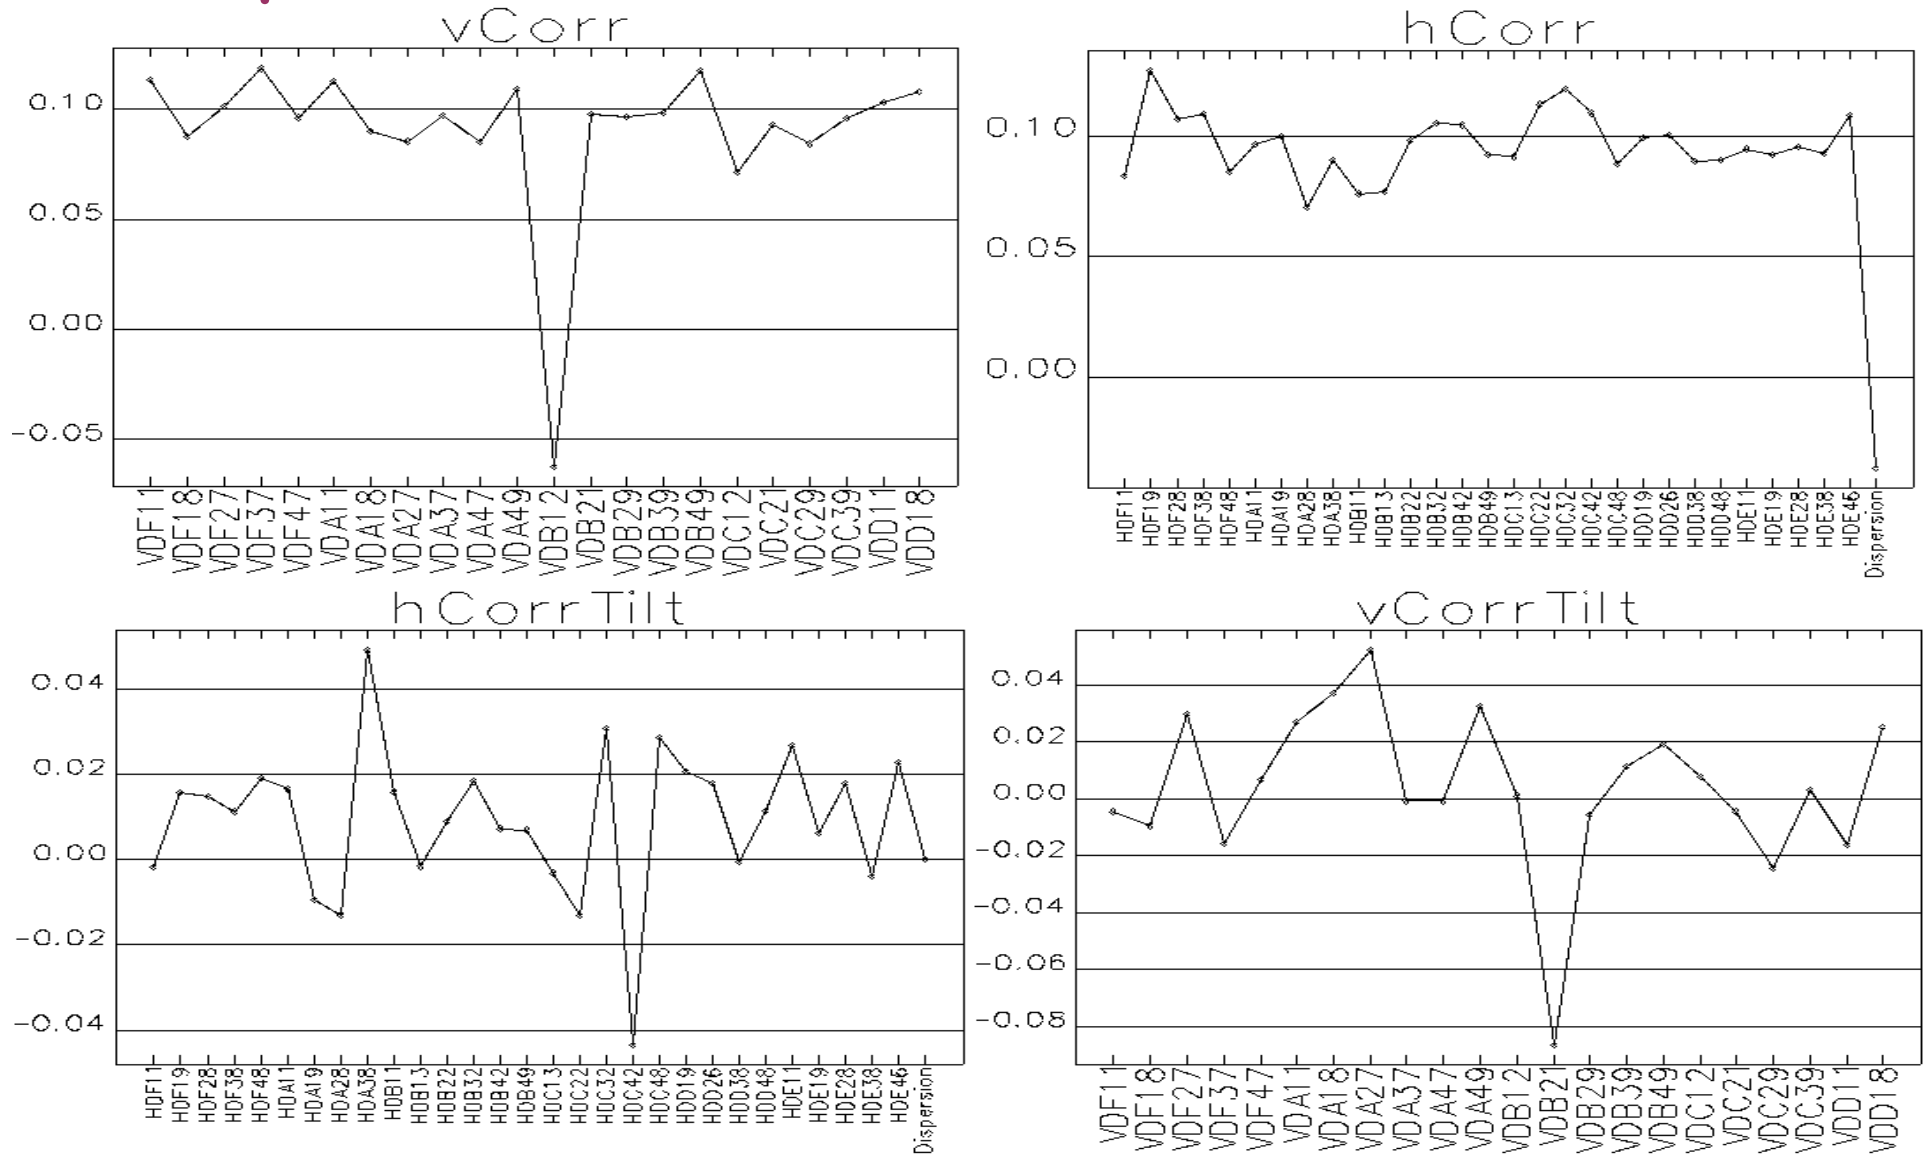 vCorr
0.10
0.05
0.00
-0.05
VDF11
VDF18
VDF27
VDF37
VDF47
VDA11
VDA18
VDA27
VDA37
VDA47
VDA49
VDB12
VDB21
VDB29
VDB39
VDB49
VDC12
VDC21
VDC29
VDC39
VDD11
VDD18
hCorr
0.10
0.05
0.00
HDF11
HDF19
HDF28
HDF38
HDF48
HDA11
HDA19
HDA28
HDA38
HDB11
HDB13
HDB22
HDB32
HDB42
HDB49
HDC13
HDC22
HDC32
HDC42
HDC48
HDD19
HDD26
HDD38
HDD48
HDE11
HDE19
HDE28
HDE38
HDE46
Dispersion
hCorrTilt
0.04
0.02
0.00
-0.02
-0.04
HDF11
HDF19
HDF28
HDF38
HDF48
HDA11
HDA19
HDA28
HDA38
HDB11
HDB13
HDB22
HDB32
HDB42
HDB49
HDC13
HDC22
HDC32
HDC42
HDC48
HDD19
HDD26
HDD38
HDD48
HDE11
HDE19
HDE28
HDE38
HDE46
Dispersion
vCorrTilt
0.04
0.02
0.00
-0.02
-0.04
-0.06
-0.08
VDF11
VDF18
VDF27
VDF37
VDF47
VDA11
VDA18
VDA27
VDA37
VDA47
VDA49
VDB12
VDB21
VDB29
VDB39
VDB49
VDC12
VDC21
VDC29
VDC39
VDD11
VDD18